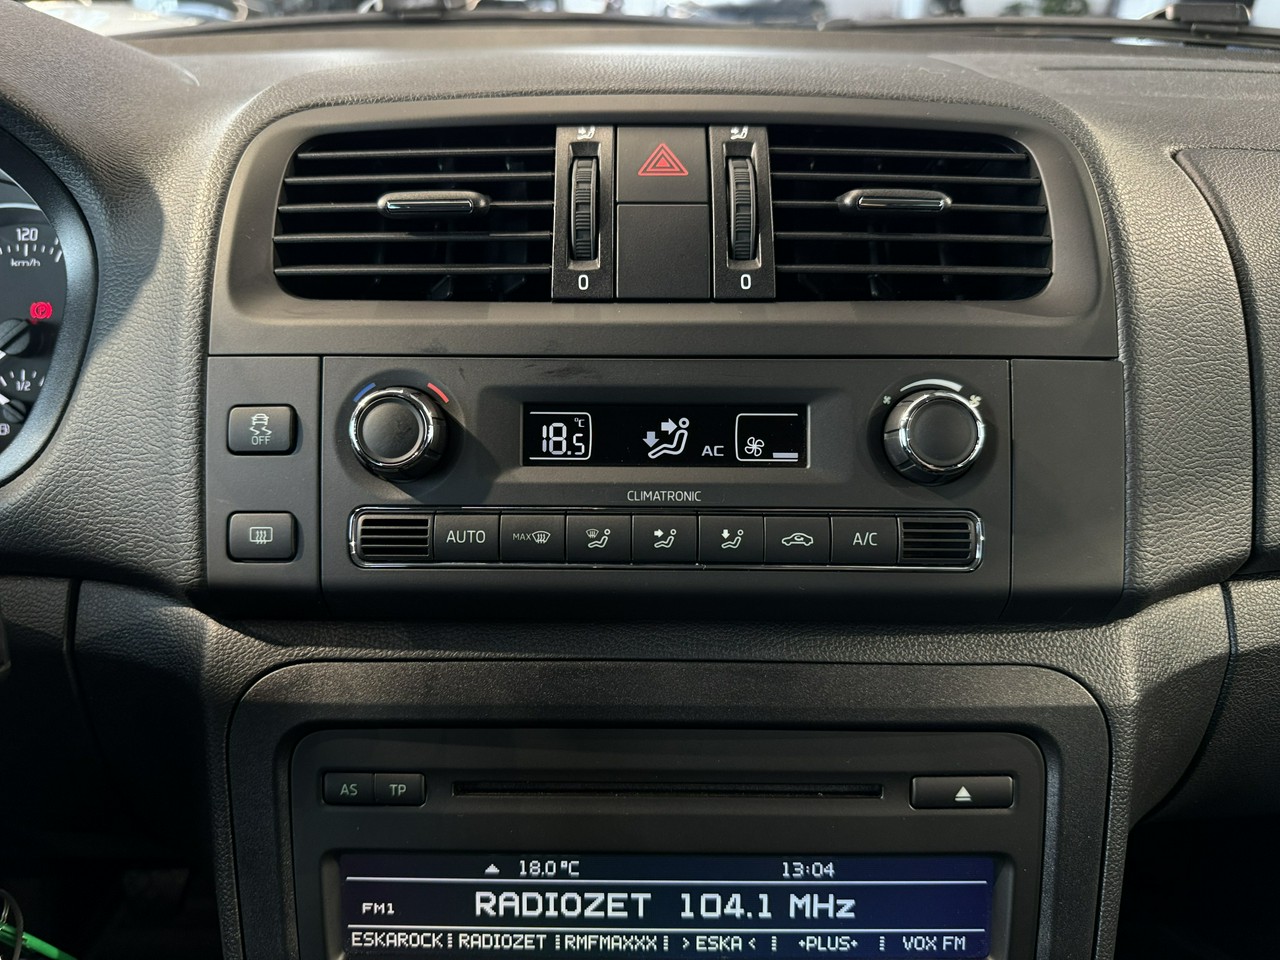 120
km/h
1/2
0
0
18.5 °C
AC
OFF
CLIMATRONIC
AUTO
MAX
A/C
AS
TP
18.0°C
13:04
FM1
RADIOZET 104.1 MHz
ESKAROCK RADIOZET RMFMAXXX > ESKA < +PLUS+ VOX FM